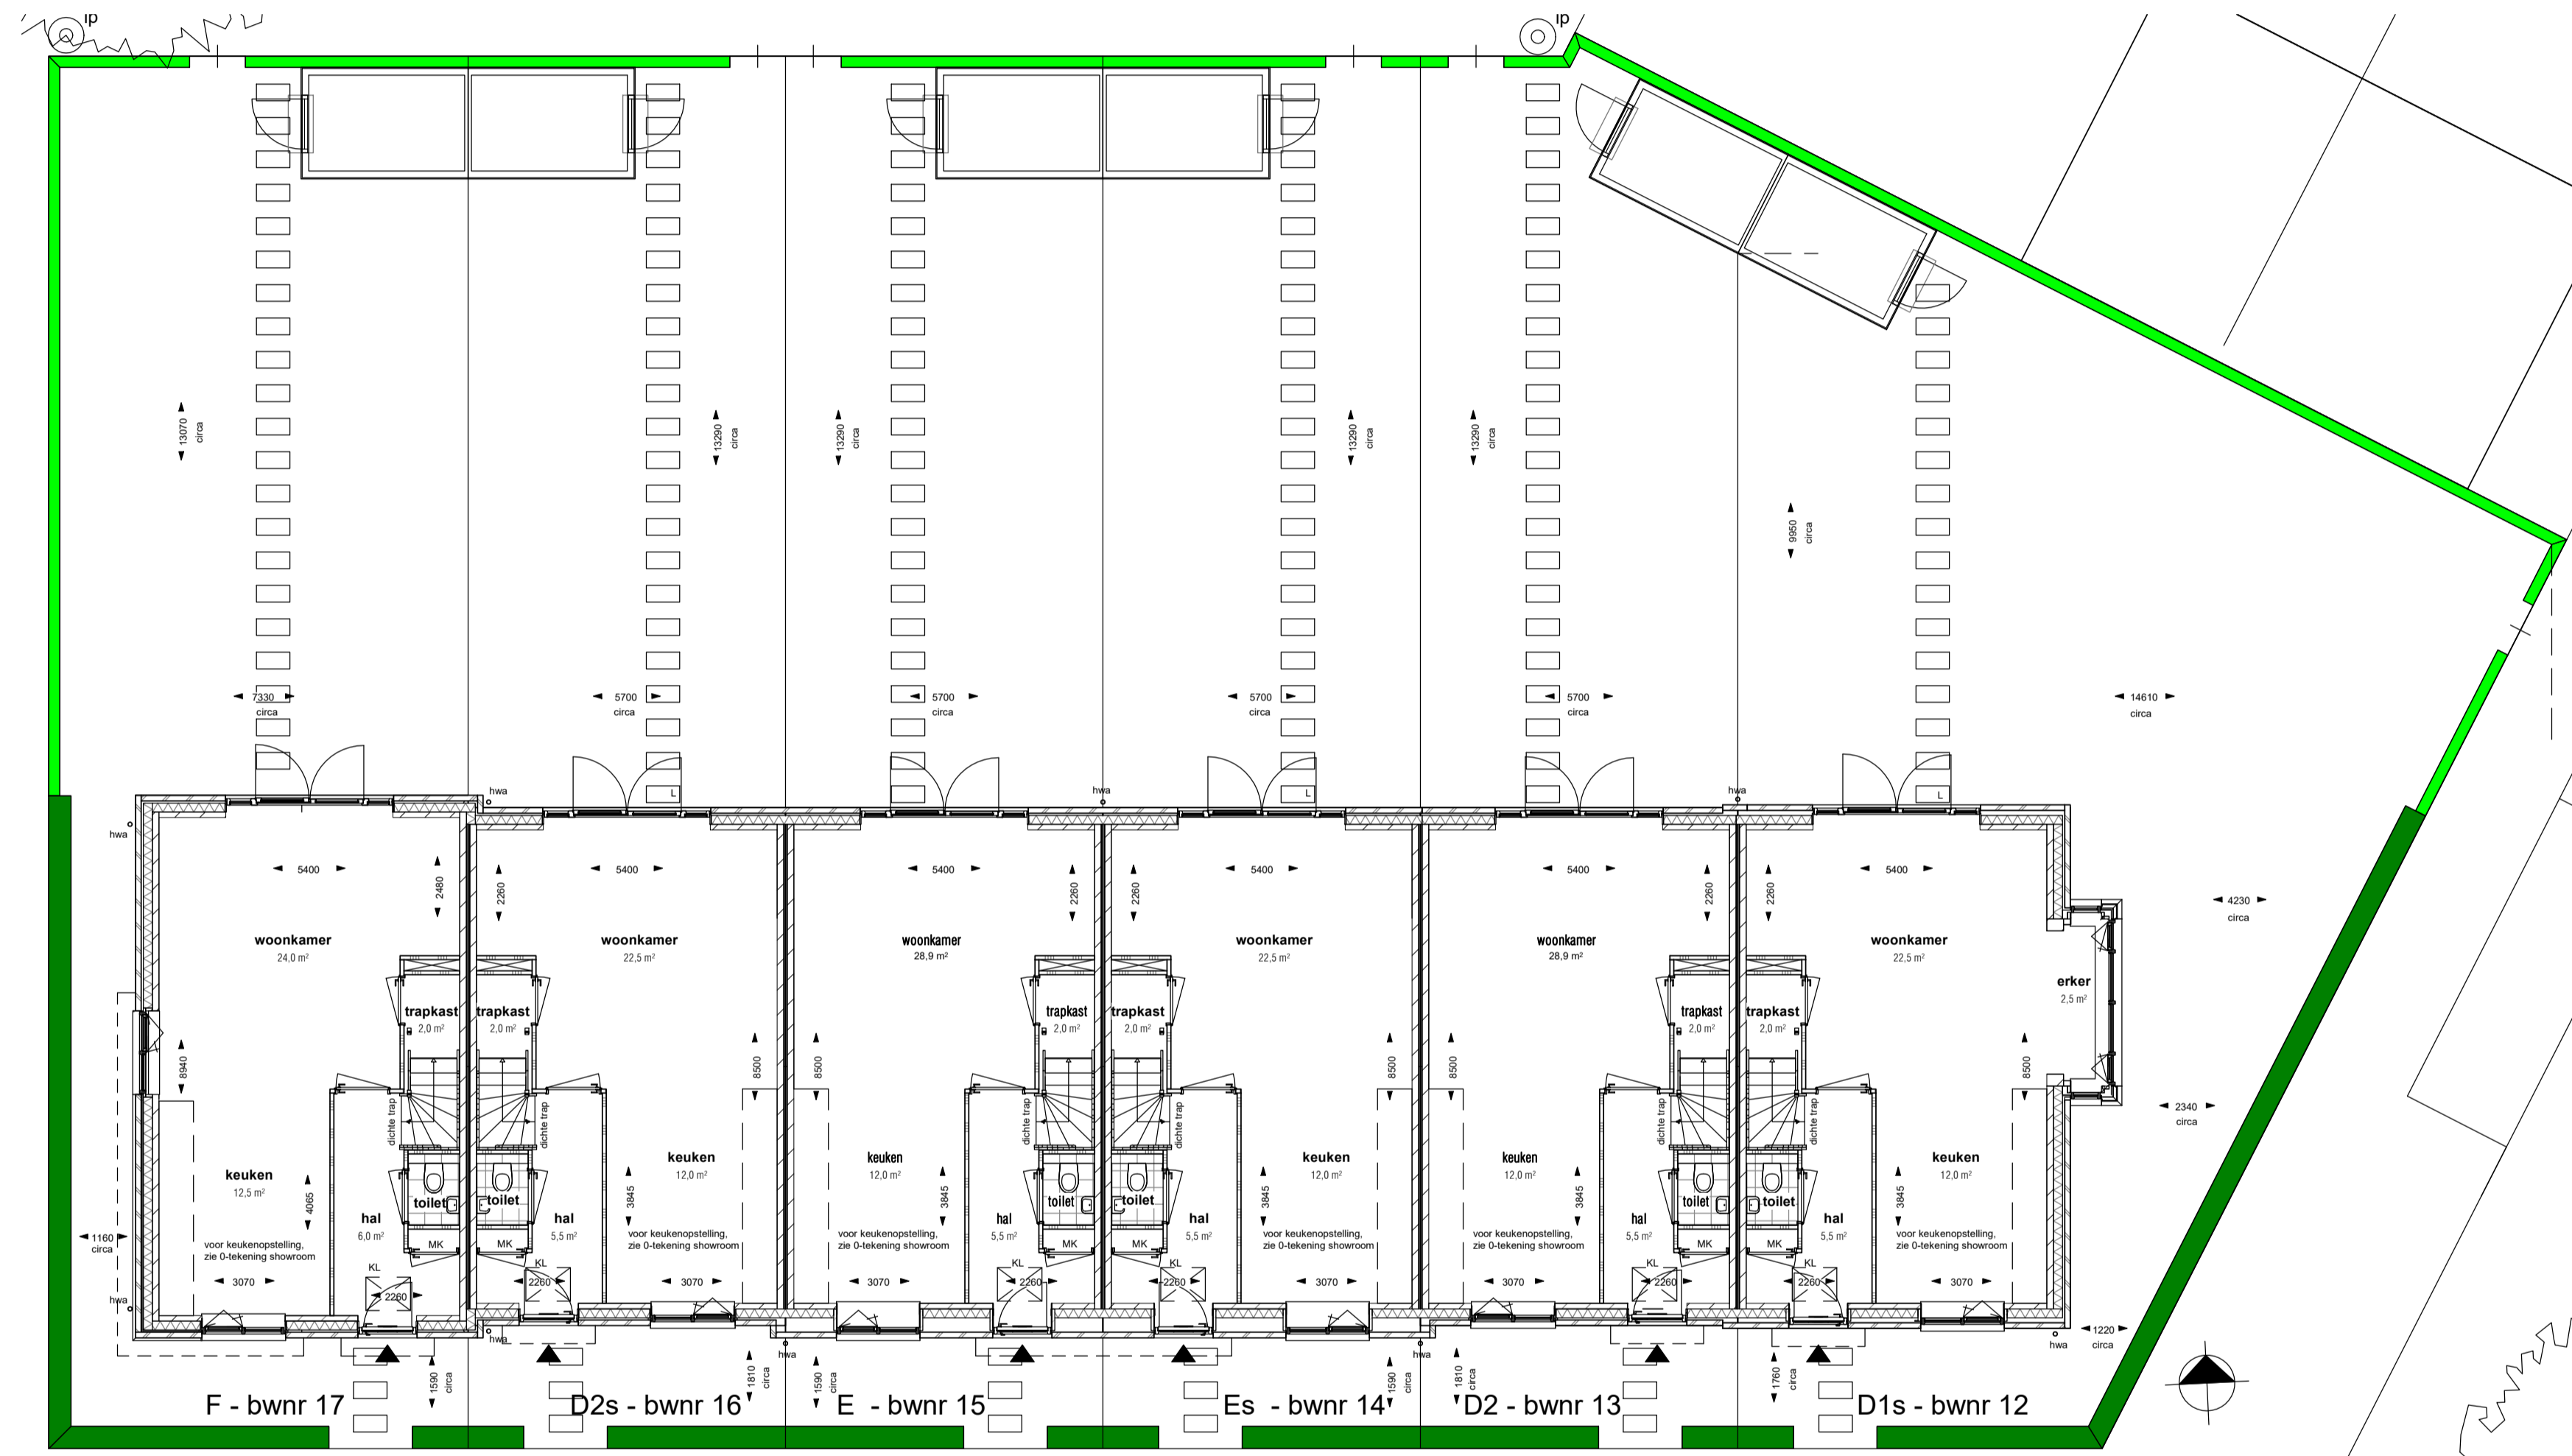 ip
ip
13070
circa
13290
circa
13290
circa
13290
circa
13290
circa
9950
circa
7330
circa
5700
circa
5700
circa
5700
circa
5700
circa
14610
circa
hwa
L
hwa
L
hwa
L
hwa
5400
5400
5400
5400
5400
5400
2480
2260
2260
2260
2260
2260
4230
circa
woonkamer
24,0 m²
woonkamer
22,5 m²
woonkamer
28,9 m²
woonkamer
22,5 m²
woonkamer
28,9 m²
woonkamer
22,5 m²
erker
2,5 m²
trapkast
2,0 m²
trapkast
2,0 m²
trapkast
2,0 m²
trapkast
2,0 m²
trapkast
2,0 m²
trapkast
2,0 m²
8940
8500
8500
8500
8500
8500
2340
circa
dichte trap
dichte trap
dichte trap
dichte trap
dichte trap
dichte trap
keuken
12,5 m²
keuken
12,0 m²
keuken
12,0 m²
keuken
12,0 m²
keuken
12,0 m²
keuken
12,0 m²
4065
3845
3845
3845
3845
3845
toilet
toilet
toilet
toilet
toilet
toilet
hal
6,0 m²
hal
5,5 m²
hal
5,5 m²
hal
5,5 m²
hal
5,5 m²
hal
5,5 m²
MK
MK
MK
MK
MK
MK
1160
circa
voor keukenopstelling,
zie 0-tekening showroom
voor keukenopstelling,
zie 0-tekening showroom
voor keukenopstelling,
zie 0-tekening showroom
voor keukenopstelling,
zie 0-tekening showroom
voor keukenopstelling,
zie 0-tekening showroom
voor keukenopstelling,
zie 0-tekening showroom
KL
KL
KL
KL
KL
KL
3070
2260
2260
3070
3070
2260
2260
3070
3070
2260
2260
3070
hwa
hwa
hwa
hwa
hwa
1220
circa
1590
circa
1810
circa
1590
circa
1590
circa
1810
circa
1760
circa
F - bwnr 17
D2s - bwnr 16
E - bwnr 15
Es - bwnr 14
D2 - bwnr 13
D1s - bwnr 12